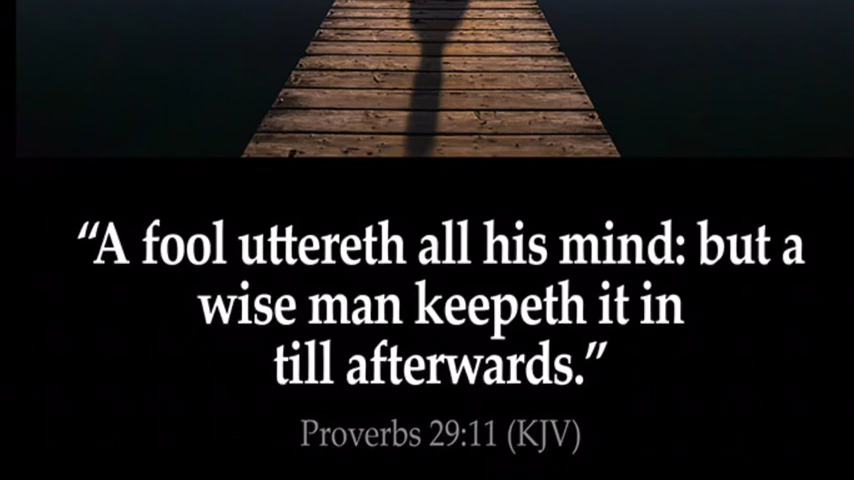 “A fool uttereth all his mind: but a
wise man keepeth it in
till afterwards.”
Proverbs 29:11 (KJV)